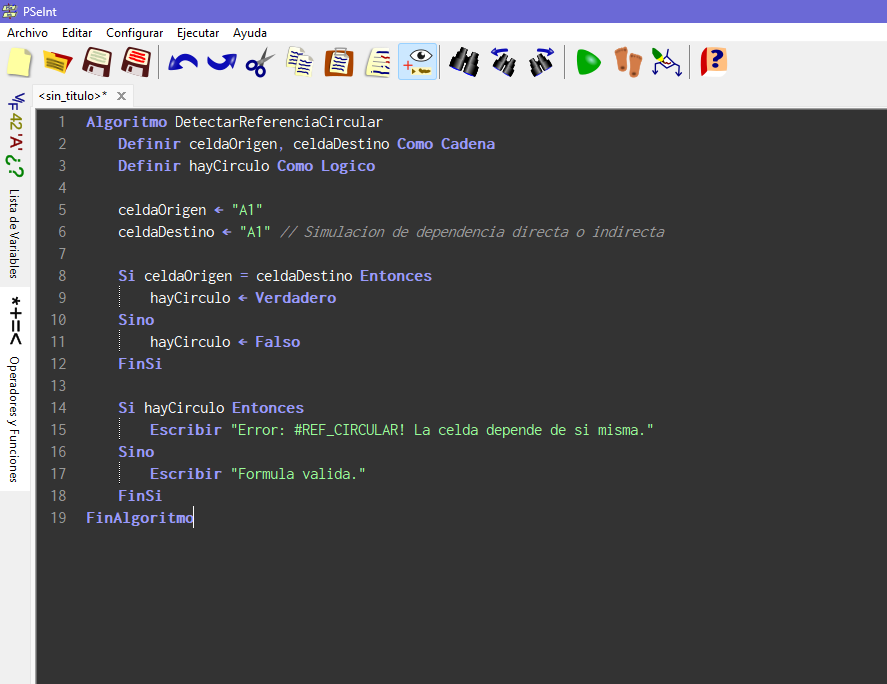 PSeInt
Archivo Editar Configurar Ejecutar Ayuda
<sin_titulo>* X
1 Algoritmo DetectarReferenciaCircular
2 Definir celdaOrigen, celdaDestino Como Cadena
3 Definir hayCirculo Como Logico
4
5 celdaOrigen ← "A1"
6 celdaDestino ← "A1" // Simulacion de dependencia directa o indirecta
7
8 Si celdaOrigen = celdaDestino Entonces
9 hayCirculo ← Verdadero
10 Sino
11 hayCirculo ← Falso
12 FinSi
13
14 Si hayCirculo Entonces
15 Escribir "Error: #REF_CIRCULAR! La celda depende de si misma."
16 Sino
17 Escribir "Formula valida."
18 FinSi
19 FinAlgoritmo
VF 42 'A' ¿?
Lista de Variables
*+=<
Operadores y Funciones